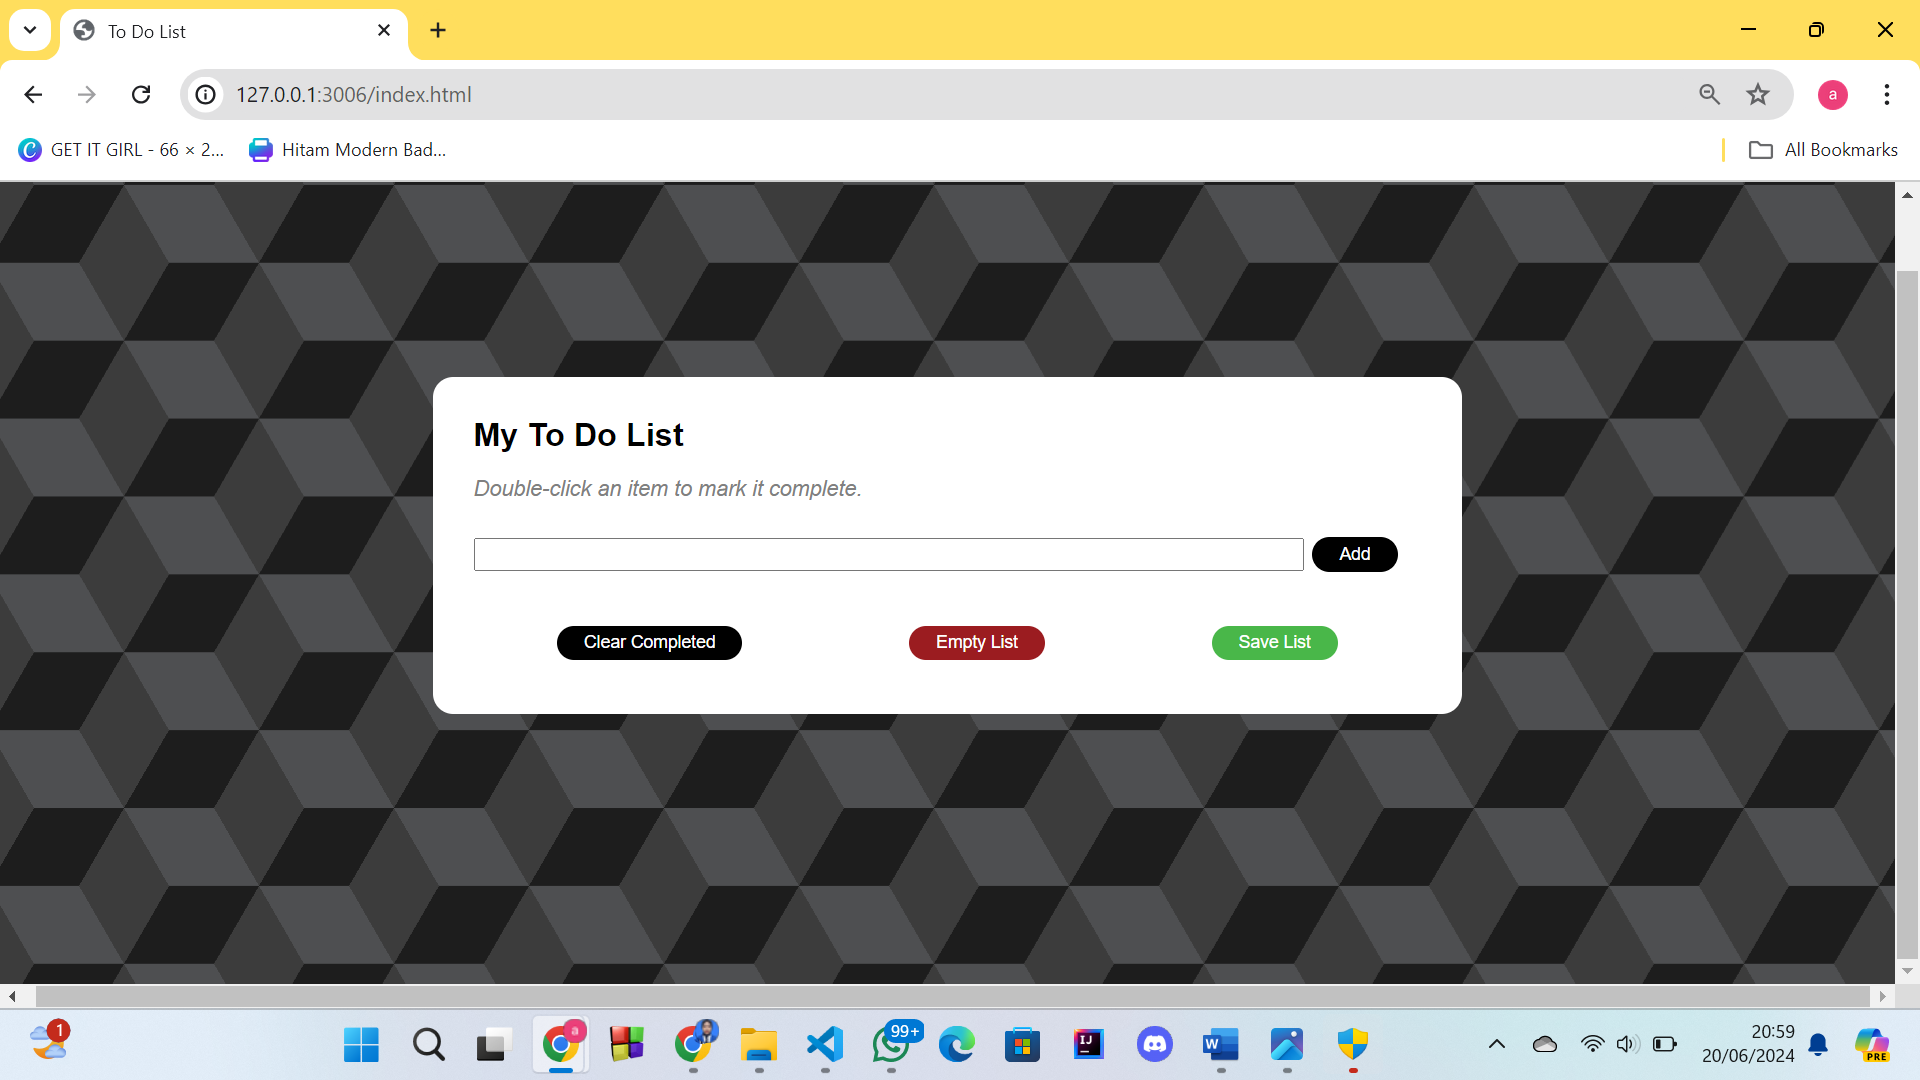 To Do List
127.0.0.1:3006/index.html
a
GET IT GIRL - 66 × 2...
Hitam Modern Bad...
All Bookmarks
My To Do List
Double-click an item to mark it complete.
Add
Clear Completed
Empty List
Save List
1
a
99+
IJ
W
20:59
20/06/2024
PRE